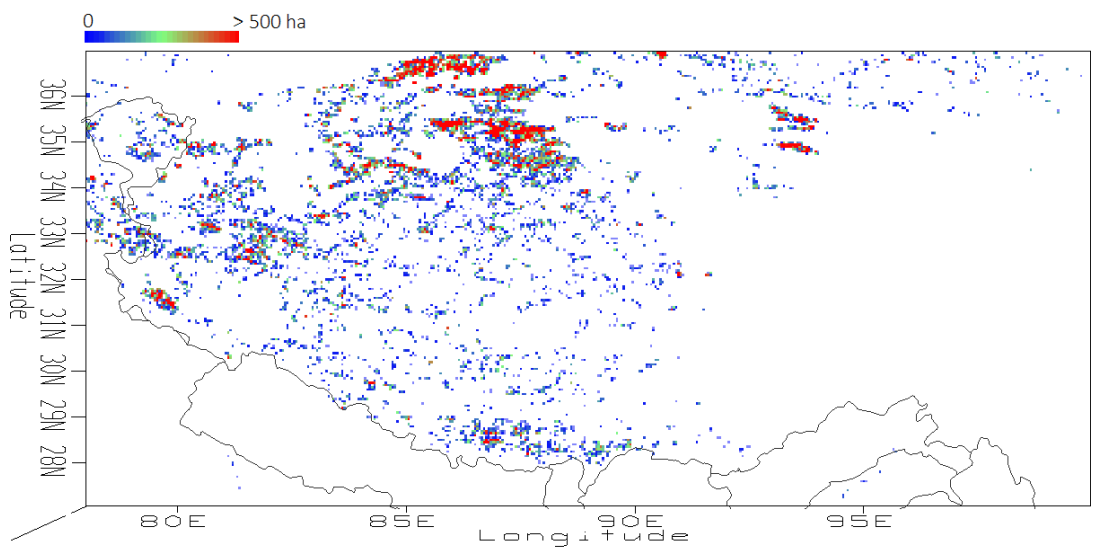 0
> 500 ha
36N
35N
34N
33N
32N
31N
30N
29N
28N
Latitude
80E
85E
90E
95E
Longitude